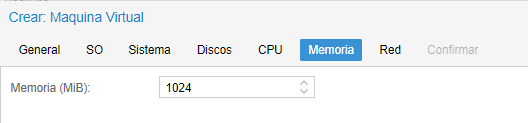 Crear: Maquina Virtual
General SO Sistema Discos CPU Memoria Red Confirmar
Memoria (MiB): 1024